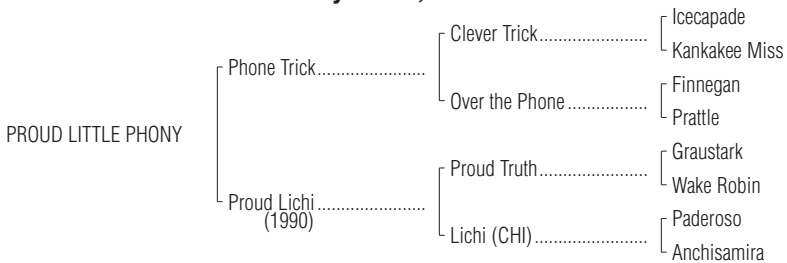 Icecapade
Clever Trick
Kankakee Miss
Phone Trick
Finnegan
Over the Phone
Prattle
PROUD LITTLE PHONY
Graustark
Proud Truth
Wake Robin
Proud Lichi
(1990)
Paderoso
Lichi (CHI)
Anchisamira